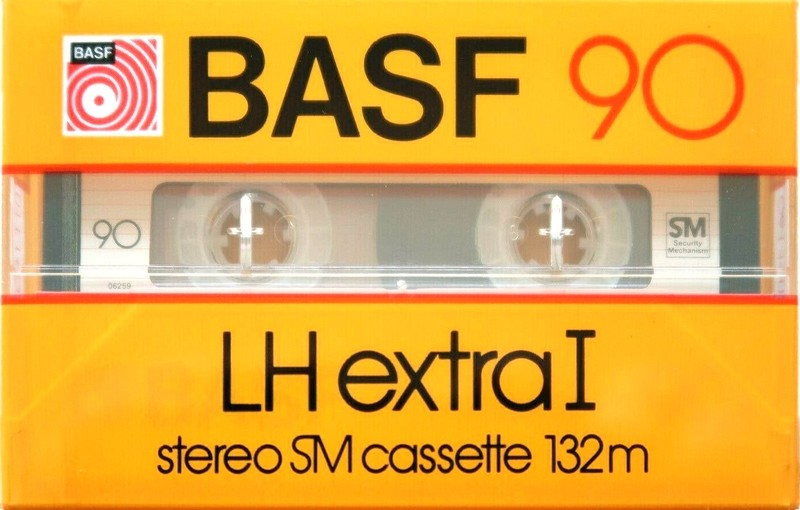 BASF
BASF 90
90
SM
Security
Mechanism
06259
LH extra I
stereo SM cassette 132m